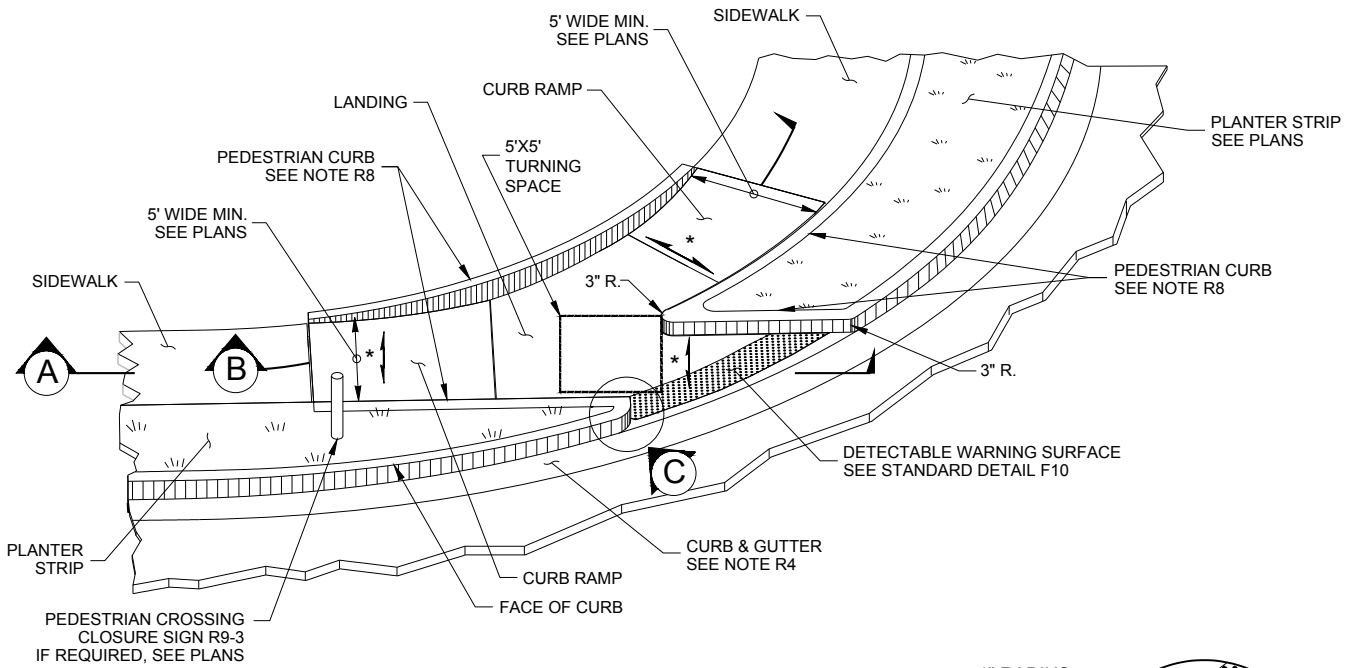 5' WIDE MIN.
SEE PLANS
SIDEWALK
LANDING
CURB RAMP
PEDESTRIAN CURB
SEE NOTE R8
5'X5'
TURNING
SPACE
PLANTER STRIP
SEE PLANS
5' WIDE MIN.
SEE PLANS
SIDEWALK
*
3" R.
PEDESTRIAN CURB
SEE NOTE R8
A
B
*
*
3" R.
C
DETECTABLE WARNING SURFACE
SEE STANDARD DETAIL F10
PLANTER
STRIP
CURB & GUTTER
SEE NOTE R4
CURB RAMP
FACE OF CURB
PEDESTRIAN CROSSING
CLOSURE SIGN R9-3
IF REQUIRED, SEE PLANS